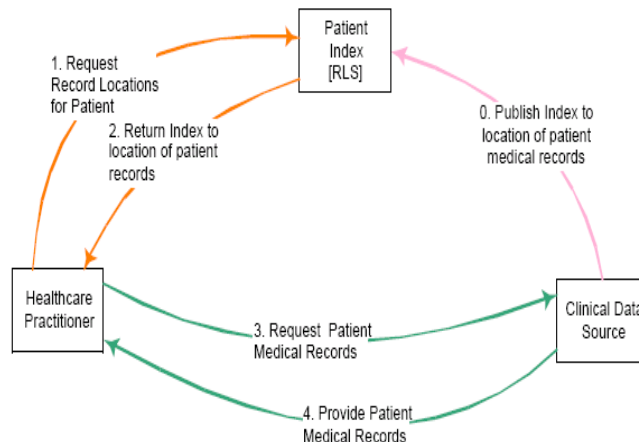 Patient
Index
[RLS]
1. Request
Record Locations
for Patient
2. Return Index to
location of patient
records
0. Publish Index to
location of patient
medical records
Healthcare
Practitioner
Clinical Data
Source
3. Request Patient
Medical Records
4. Provide Patient
Medical Records